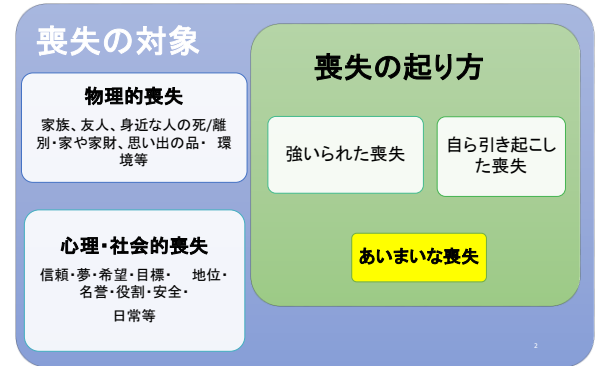 喪失の対象
物理的喪失
家族、友人、身近な人の死/離
別・家や家財、思い出の品・ 環
境等
心理・社会的喪失
信頼・夢・希望・目標・ 地位・
名誉・役割・安全・
日常等
喪失の起り方
強いられた喪失
自ら引き起こし
た喪失
あいまいな喪失
2